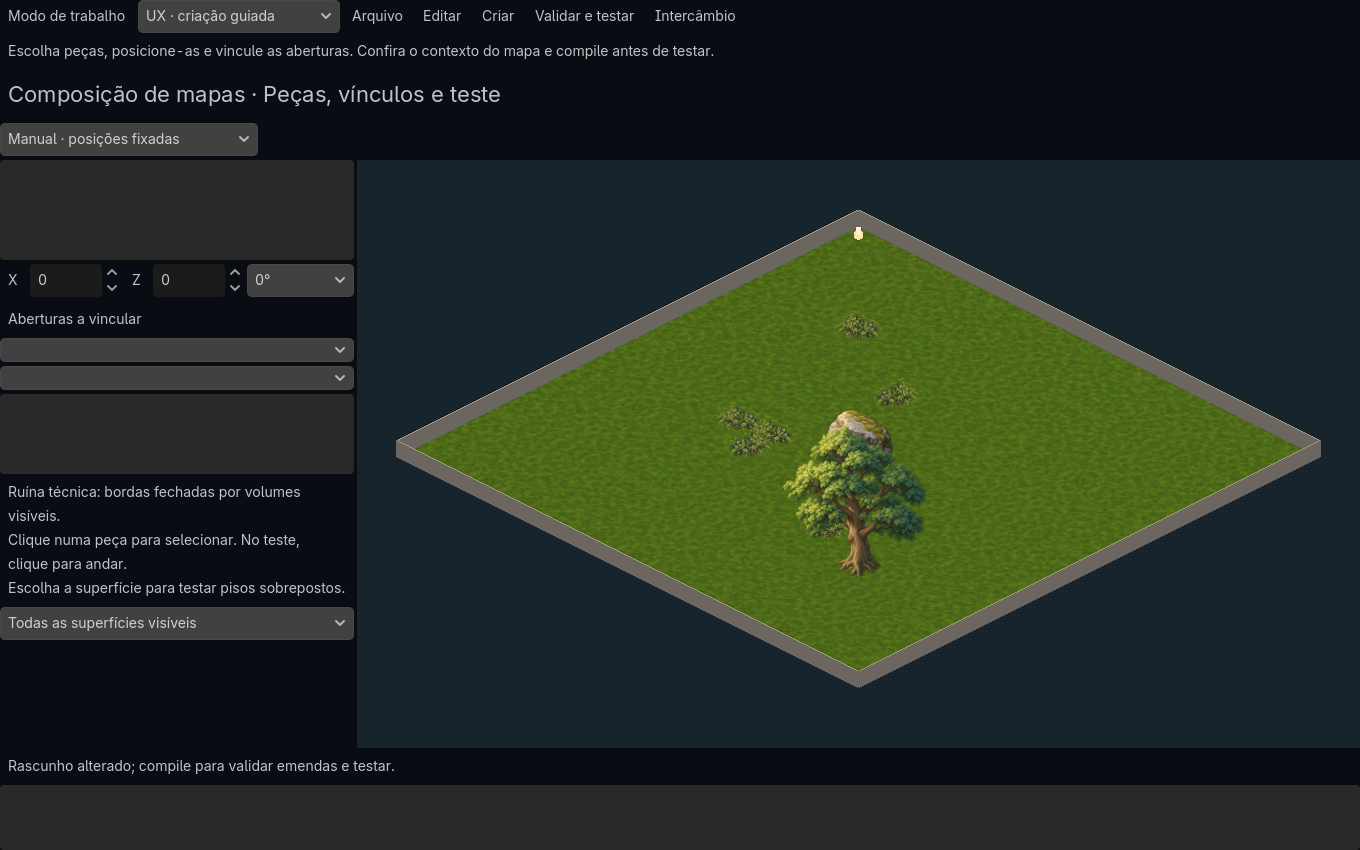 Modo de trabalho UX · criação guiada Arquivo Editar Criar Validar e testar Intercâmbio
Escolha peças, posicione-as e vincule as aberturas. Confira o contexto do mapa e compile antes de testar.
Composição de mapas · Peças, vínculos e teste
Manual · posições fixadas
X 0 Z 0 0°
Aberturas a vincular
Ruína técnica: bordas fechadas por volumes
visíveis.
Clique numa peça para selecionar. No teste,
clique para andar.
Escolha a superfície para testar pisos sobrepostos.
Todas as superfícies visíveis
Rascunho alterado; compile para validar emendas e testar.